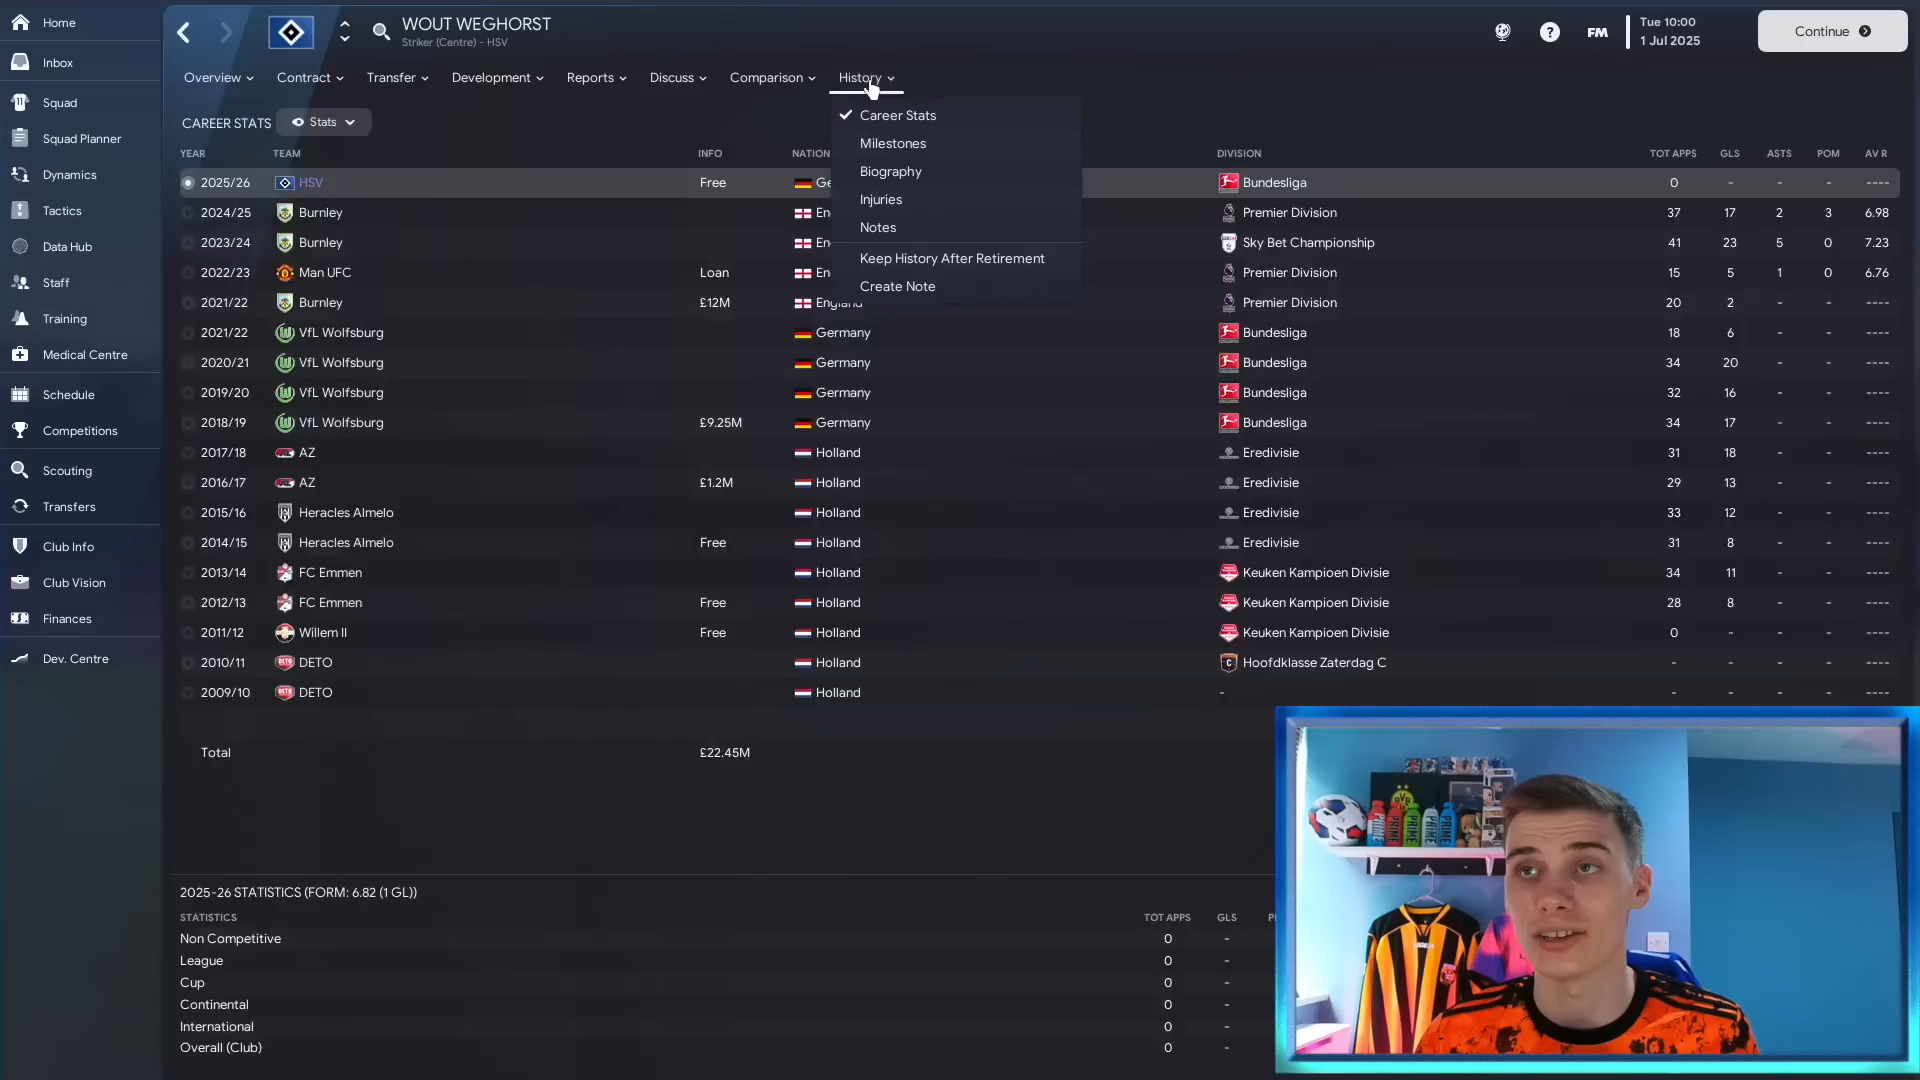 Home
Inbox
Squad
Squad Planner
Dynamics
Tactics
Data Hub
Staff
Training
Medical Centre
Schedule
Competitions
Scouting
Transfers
Club Info
Club Vision
Finances
Dev. Centre
WOUT WEGHORST
Striker (Centre) - HSV
FM
Tue 10:00
1 Jul 2025
Continue
Overview Contract Transfer Development Reports Discuss Comparison History
Career Stats
Milestones
Biography
Injuries
Notes
Keep History After Retirement
Create Note
CAREER STATS Stats
YEAR TEAM INFO NATION DIVISION TOT APPS GLS ASTS POM AV R
2025/26 HSV Free Ge Bundesliga 0 - - - ----
2024/25 Burnley En Premier Division 37 17 2 3 6.98
2023/24 Burnley En Sky Bet Championship 41 23 5 0 7.23
2022/23 Man UFC Loan En Premier Division 15 5 1 0 6.76
2021/22 Burnley £12M England Premier Division 20 2 - - ----
2021/22 VfL Wolfsburg Germany Bundesliga 18 6 - - ----
2020/21 VfL Wolfsburg Germany Bundesliga 34 20 - - ----
2019/20 VfL Wolfsburg Germany Bundesliga 32 16 - - ----
2018/19 VfL Wolfsburg £9.25M Germany Bundesliga 34 17 - - ----
2017/18 AZ Holland Eredivisie 31 18 - - ----
2016/17 AZ £1.2M Holland Eredivisie 29 13 - - ----
2015/16 Heracles Almelo Holland Eredivisie 33 12 - - ----
2014/15 Heracles Almelo Free Holland Eredivisie 31 8 - - ----
2013/14 FC Emmen Holland Keuken Kampioen Divisie 34 11 - - ----
2012/13 FC Emmen Free Holland Keuken Kampioen Divisie 28 8 - - ----
2011/12 Willem II Free Holland Keuken Kampioen Divisie 0 - - - ----
2010/11 DETO Holland Hoofdklasse Zaterdag C - - - - ----
2009/10 DETO Holland - - - - - ----
Total £22.45M
2025-26 STATISTICS (FORM: 6.82 (1 GL))
STATISTICS TOT APPS GLS
Non Competitive 0 -
League 0 -
Cup 0 -
Continental 0 -
International 0 -
Overall (Club) 0 -
PRIME PRIME PRIME PRIME